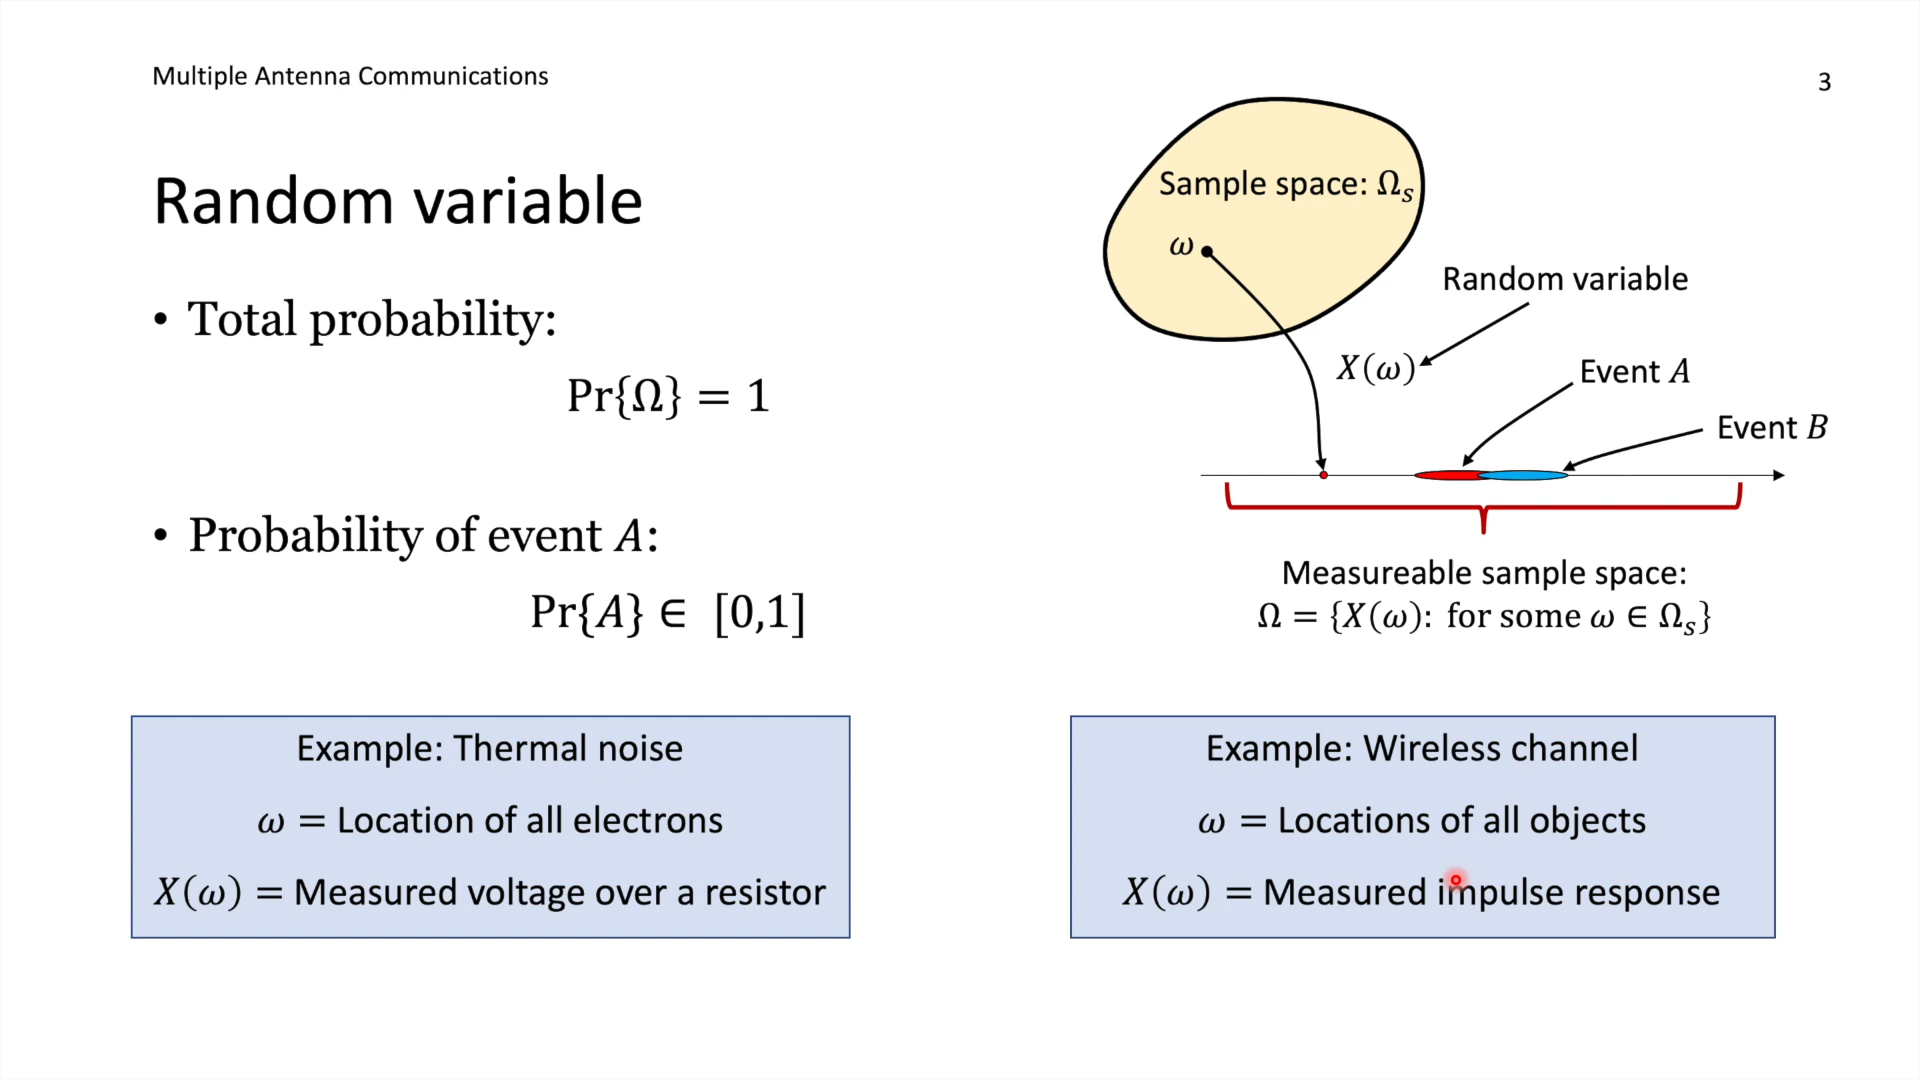 Multiple Antenna Communications
3
Random variable
• Total probability:
Pr{Ω} = 1
• Probability of event A:
Pr{A} ∈ [0,1]
Sample space: Ωₛ
ω
Random variable
X(ω)
Event A
Event B
Measureable sample space:
Ω = {X(ω): for some ω ∈ Ωₛ}
Example: Thermal noise
ω = Location of all electrons
X(ω) = Measured voltage over a resistor
Example: Wireless channel
ω = Locations of all objects
X(ω) = Measured impulse response